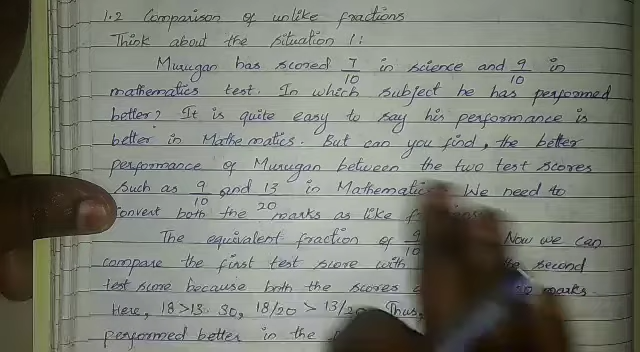 1.2 Comparison of unlike fractions
Think about the situation 1:
Murugan has scored 7/10 in science and 9/10 in
mathematics test. In which subject he has performed
better? It is quite easy to say his performance is
better in Mathematics. But can you find, the better
performance of Murugan between the two test scores
such as 9/10 and 13/20 in Mathematics We need to
convert both the marks as like
The equivalent fraction of 9/10 Now we can
compare the first test score with the second
test score because both the scores marks
Here, 18>13. So, 18/20 > 13/20 Thus,
performed better in the